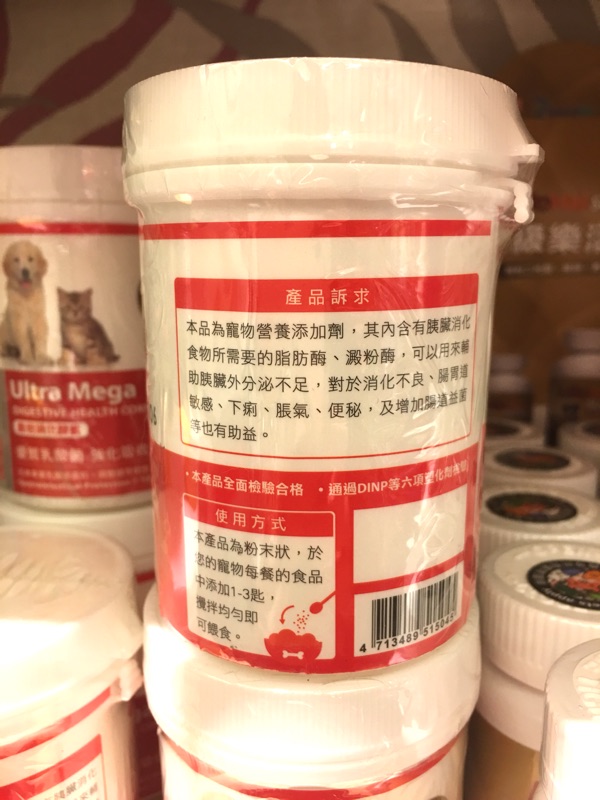 產品訴求
本品為寵物營養添加劑，其內含有胰臟消化
食物所需要的脂肪酶、澱粉酶，可以用來輔
助胰臟外分泌不足，對於消化不良、腸胃道
敏感、下痢、脹氣、便秘，及增加腸道益菌
等也有助益。
·本產品全面檢驗合格 ·通過DINP等六項塑化劑檢驗
使用方式
本產品為粉末狀，於
您的寵物每餐的食品
中添加1-3匙，
攪拌均勻即
可餵食。
4 713489 515045
Ultra Mega
DIGESTIVE HEALTH